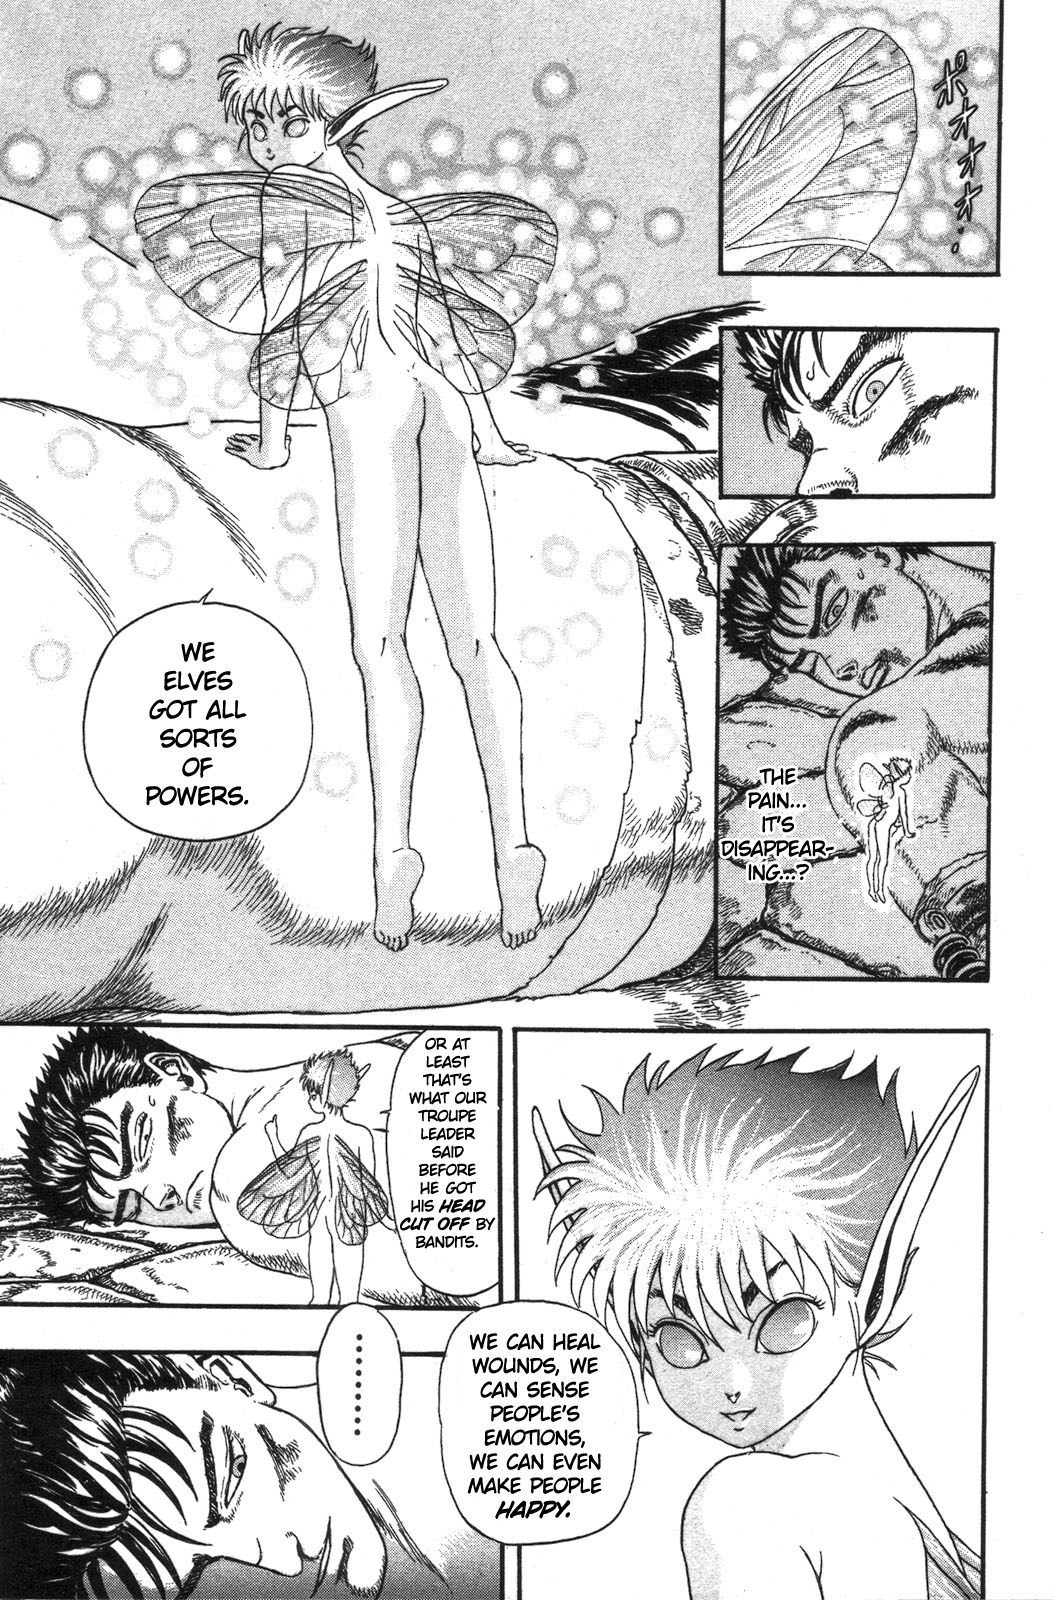 ポオオオオ…
THE
PAIN...
IT'S
DISAPPEAR-
ING...?
WE
ELVES
GOT ALL
SORTS
OF
POWERS.
WE CAN HEAL
WOUNDS, WE
CAN SENSE
PEOPLE'S
EMOTIONS,
WE CAN EVEN
MAKE PEOPLE
HAPPY.
OR AT
LEAST
THAT'S
WHAT OUR
TROUPE
LEADER
SAID
BEFORE
HE GOT
HIS HEAD
CUT OFF BY
BANDITS.
........